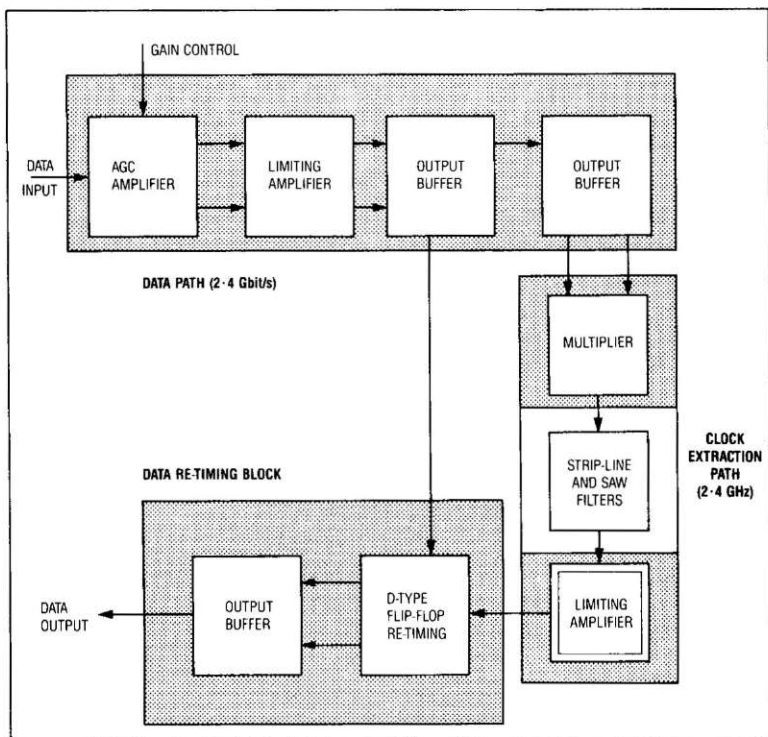 GAIN CONTROL
DATA
INPUT
AGC
AMPLIFIER
LIMITING
AMPLIFIER
OUTPUT
BUFFER
OUTPUT
BUFFER
DATA PATH (2·4 Gbit/s)
MULTIPLIER
STRIP-LINE
AND SAW
FILTERS
CLOCK
EXTRACTION
PATH
(2·4 GHz)
DATA RE-TIMING BLOCK
DATA
OUTPUT
OUTPUT
BUFFER
D-TYPE
FLIP-FLOP
RE-TIMING
LIMITING
AMPLIFIER